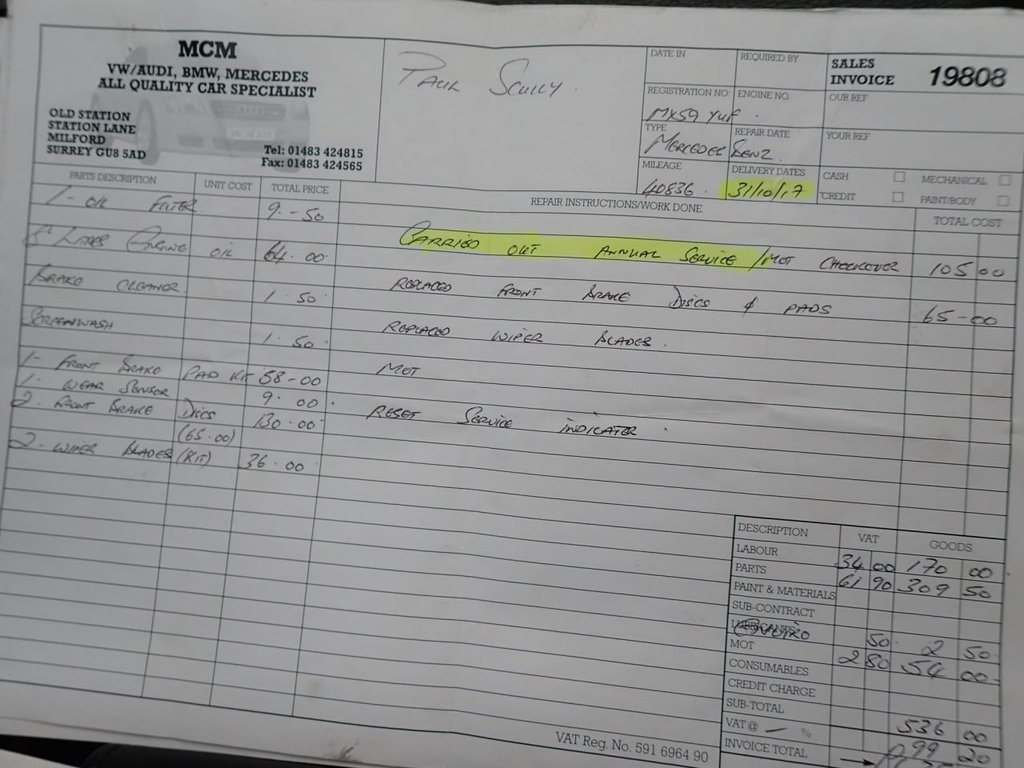 MCM
VW/AUDI, BMW, MERCEDES
ALL QUALITY CAR SPECIALIST
OLD STATION
STATION LANE
MILFORD
SURREY GU8 5AD
Tel: 01483 424815
Fax: 01483 424565
PAUL SCULLY
DATE IN
REQUIRED BY
SALES INVOICE 19808
REGISTRATION NO: MX59 YUF
ENGINE NO.
OUR REF
TYPE MERCEDES BENZ
REPAIR DATE
YOUR REF
MILEAGE 40836
DELIVERY DATES 31/10/17
CASH
MECHANICAL
CREDIT
PAINT/BODY
PARTS DESCRIPTION UNIT COST TOTAL PRICE
REPAIR INSTRUCTIONS/WORK DONE
TOTAL COST
1 - OIL FILTER 9.-50
5 LITRES ENGINE OIL 64.00
BRAKE CLEANER 1.50
SCREENWASH 1.50
1 - FRONT BRAKE PAD KIT 58-00
1. WEAR SENSOR 9.00
2. FRONT BRAKE DISCS 130.00
(65.00)
2. WIPER BLADES (KIT) 36.00
CARRIED OUT ANNUAL SERVICE/MOT CHECKOVER 105 00
REPLACED FRONT BRAKE DISCS & PADS 65-00
REPLACED WIPER BLADES.
MOT
RESET SERVICE INDICATER.
DESCRIPTION VAT GOODS
LABOUR 34 00 170 00
PARTS 61 90 309 50
PAINT & MATERIALS
SUB-CONTRACT
50 2 50
MOT 2 80 54 00
CONSUMABLES
CREDIT CHARGE
SUB-TOTAL 536 00
VAT @ — % 99 20
INVOICE TOTAL
VAT Reg. No. 591 6964 90